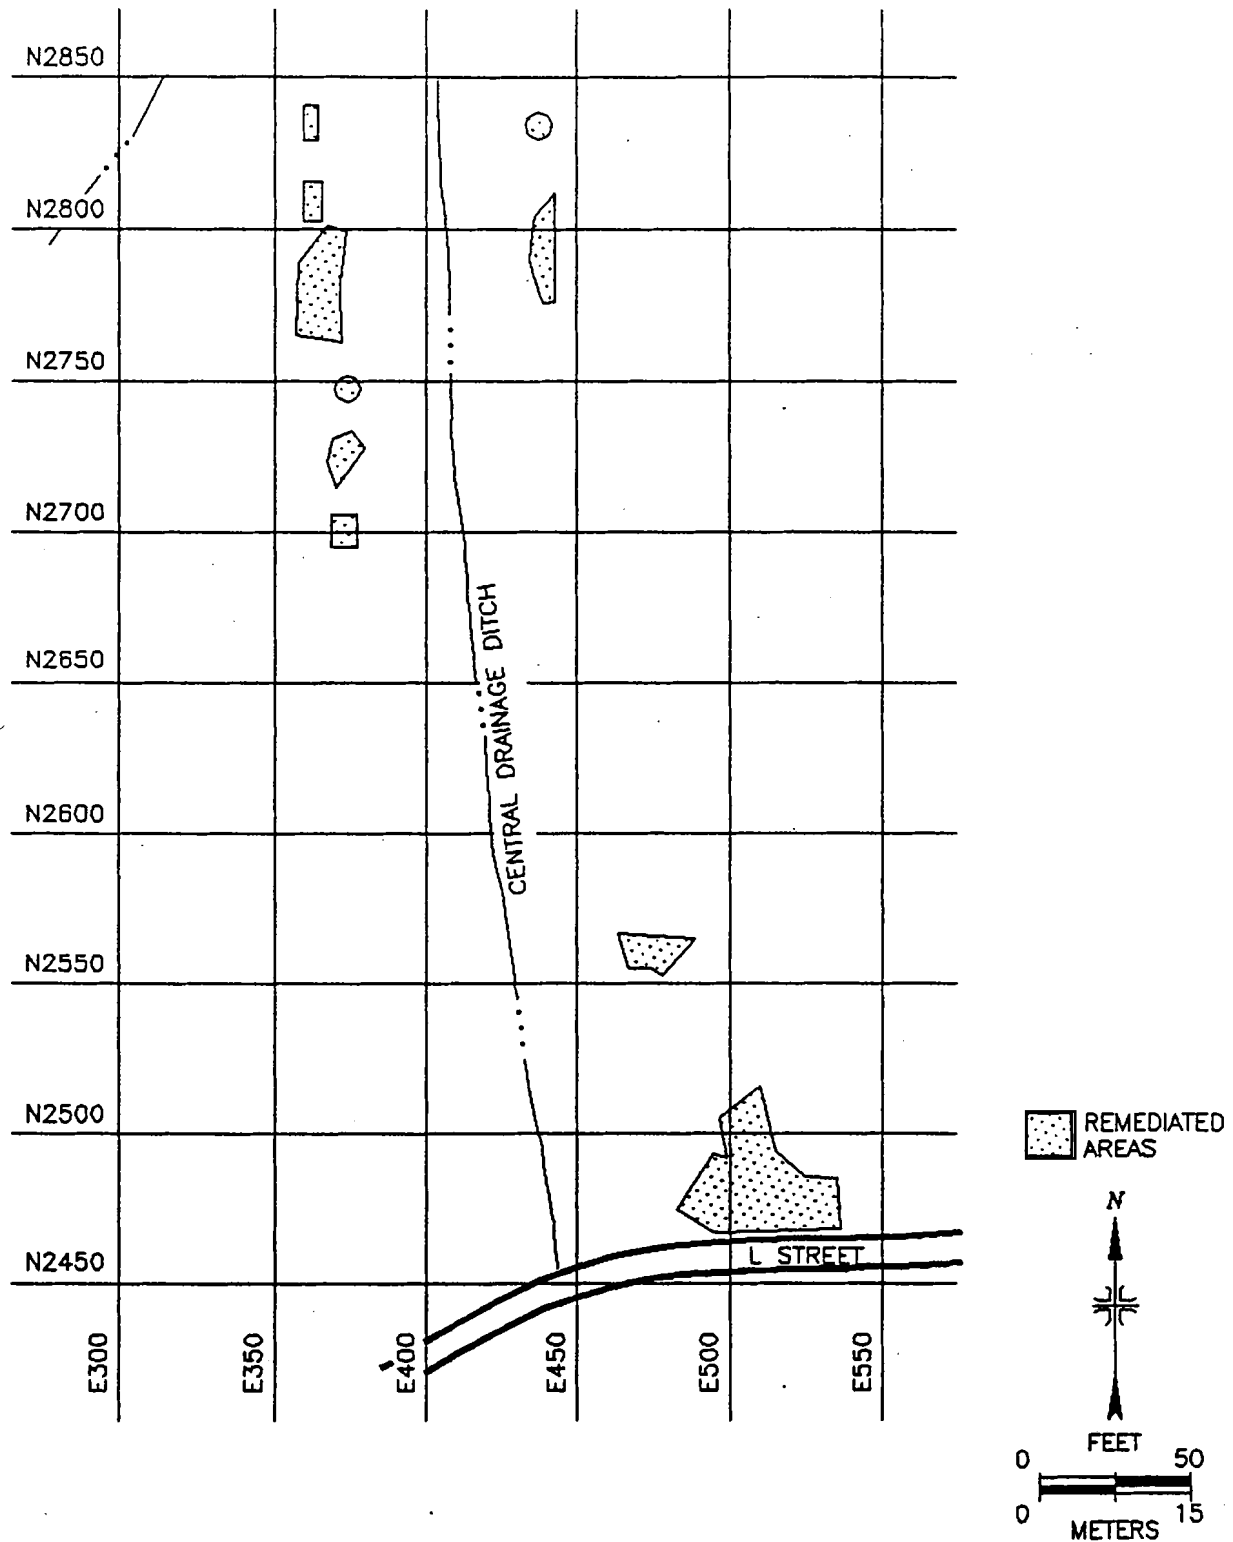 N2850
N2800
N2750
N2700
N2650
CENTRAL DRAINAGE DITCH
N2600
N2550
N2500
REMEDIATED
AREAS
N
L STREET
N2450
E300
E350
E400
E450
E500
E550
FEET
0 50
0 15
METERS